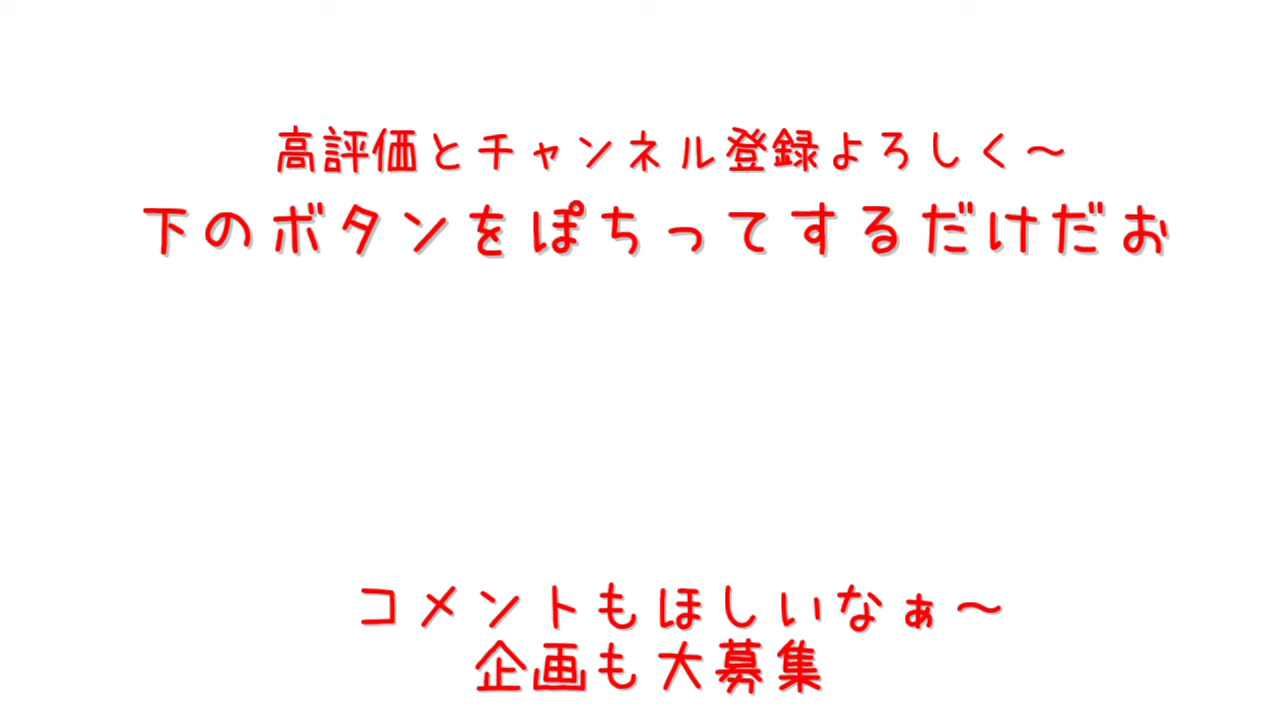 高評価とチャンネル登録よろしく～
下のボタンをぽちってするだけだお
コメントもほしいなぁ～
企画も大募集